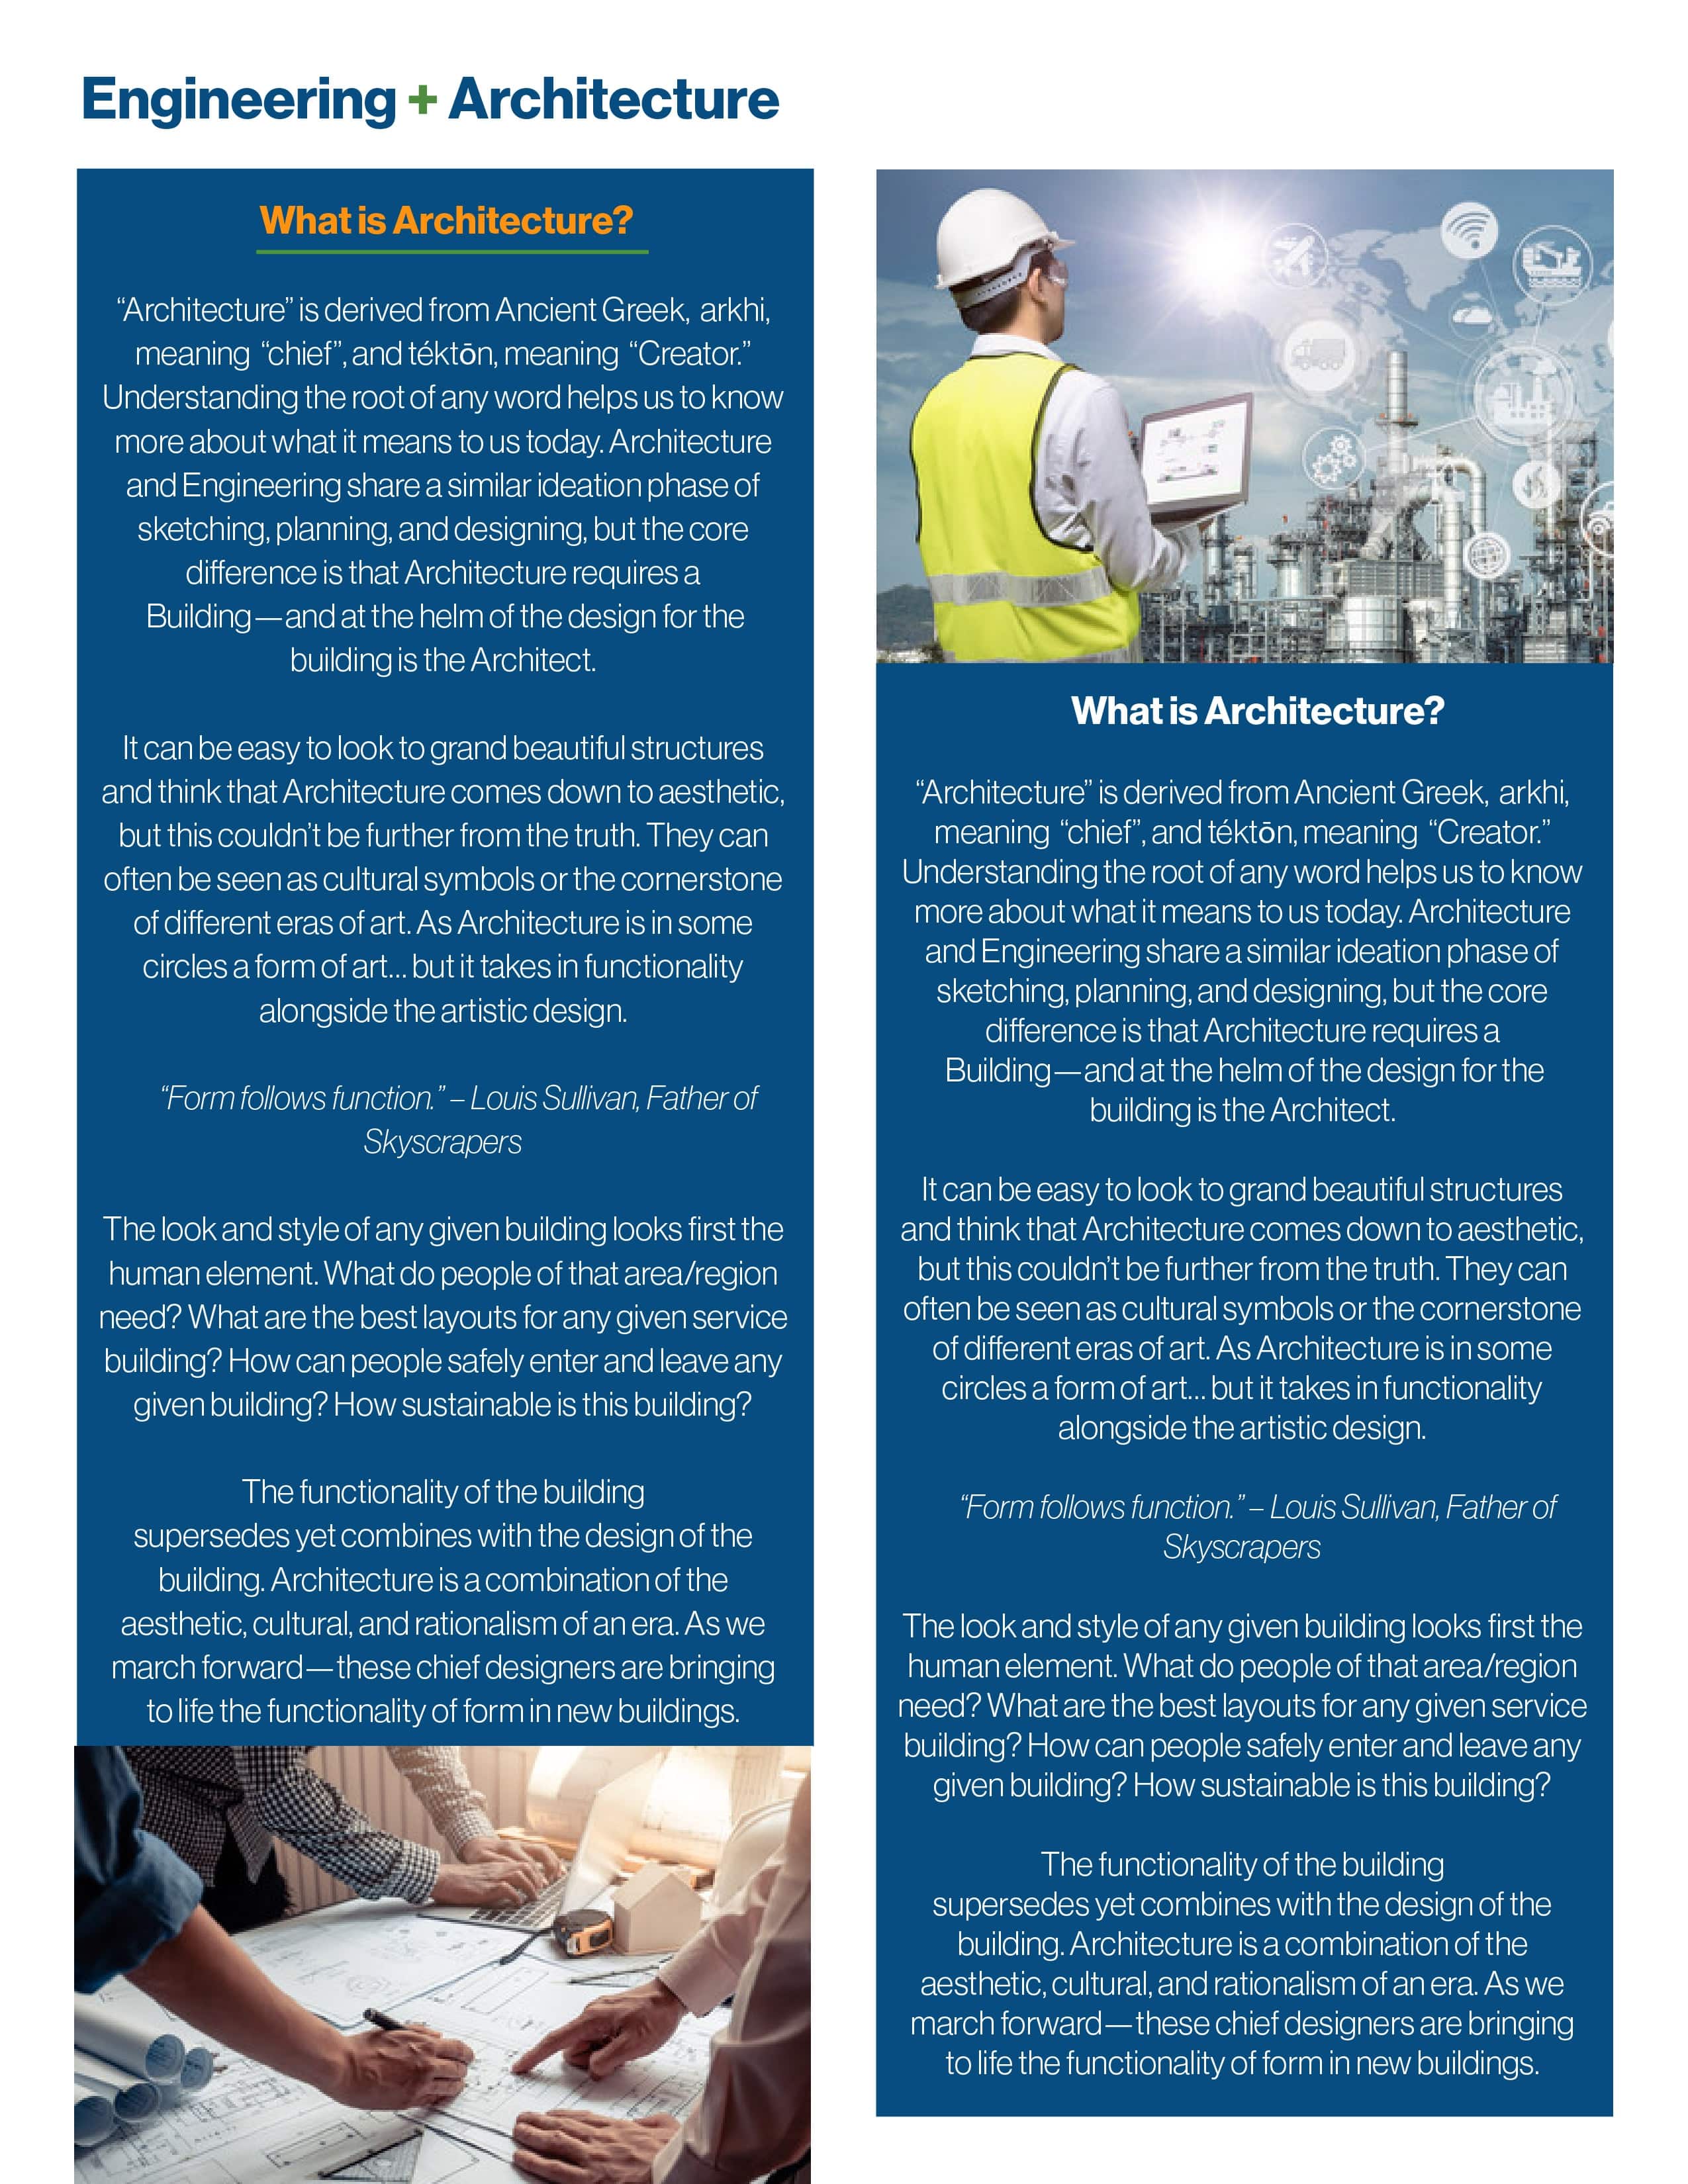 Engineering + Architecture
What is Architecture?
“Architecture” is derived from Ancient Greek, arkhi,
meaning “chief”, and téktōn, meaning “Creator.”
Understanding the root of any word helps us to know
more about what it means to us today. Architecture
and Engineering share a similar ideation phase of
sketching, planning, and designing, but the core
difference is that Architecture requires a
Building—and at the helm of the design for the
building is the Architect.
It can be easy to look to grand beautiful structures
and think that Architecture comes down to aesthetic,
but this couldn’t be further from the truth. They can
often be seen as cultural symbols or the cornerstone
of different eras of art. As Architecture is in some
circles a form of art... but it takes in functionality
alongside the artistic design.
“Form follows function.” – Louis Sullivan, Father of
Skyscrapers
The look and style of any given building looks first the
human element. What do people of that area/region
need? What are the best layouts for any given service
building? How can people safely enter and leave any
given building? How sustainable is this building?
The functionality of the building
supersedes yet combines with the design of the
building. Architecture is a combination of the
aesthetic, cultural, and rationalism of an era. As we
march forward—these chief designers are bringing
to life the functionality of form in new buildings.
What is Architecture?
“Architecture” is derived from Ancient Greek, arkhi,
meaning “chief”, and téktōn, meaning “Creator.”
Understanding the root of any word helps us to know
more about what it means to us today. Architecture
and Engineering share a similar ideation phase of
sketching, planning, and designing, but the core
difference is that Architecture requires a
Building—and at the helm of the design for the
building is the Architect.
It can be easy to look to grand beautiful structures
and think that Architecture comes down to aesthetic,
but this couldn’t be further from the truth. They can
often be seen as cultural symbols or the cornerstone
of different eras of art. As Architecture is in some
circles a form of art... but it takes in functionality
alongside the artistic design.
“Form follows function.” – Louis Sullivan, Father of
Skyscrapers
The look and style of any given building looks first the
human element. What do people of that area/region
need? What are the best layouts for any given service
building? How can people safely enter and leave any
given building? How sustainable is this building?
The functionality of the building
supersedes yet combines with the design of the
building. Architecture is a combination of the
aesthetic, cultural, and rationalism of an era. As we
march forward—these chief designers are bringing
to life the functionality of form in new buildings.